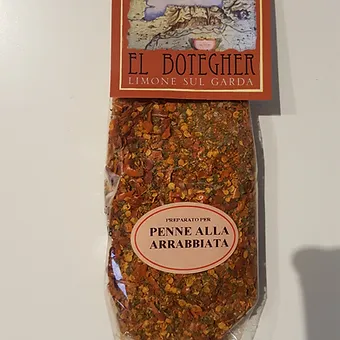 EL BOTEGHER
LIMONE SUL GARDA
PREPARATO PER
PENNE ALLA
ARRABBIATA